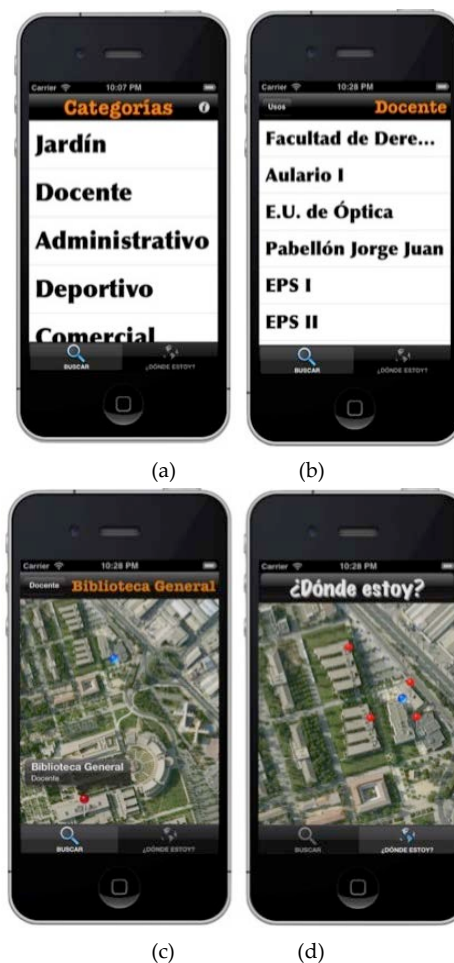 Carrier 10:07 PM
Categorías
Jardín
Docente
Administrativo
Deportivo
Comercial
BUSCAR ¿DÓNDE ESTOY?
(a)
Carrier 10:28 PM
Usos Docente
Facultad de Dere...
Aulario I
E.U. de Óptica
Pabellón Jorge Juan
EPS I
EPS II
BUSCAR ¿DÓNDE ESTOY?
(b)
Carrier 10:28 PM
Docente Biblioteca General
Biblioteca General
Docente
BUSCAR ¿DÓNDE ESTOY?
(c)
Carrier 10:28 PM
¿Dónde estoy?
BUSCAR ¿DÓNDE ESTOY?
(d)